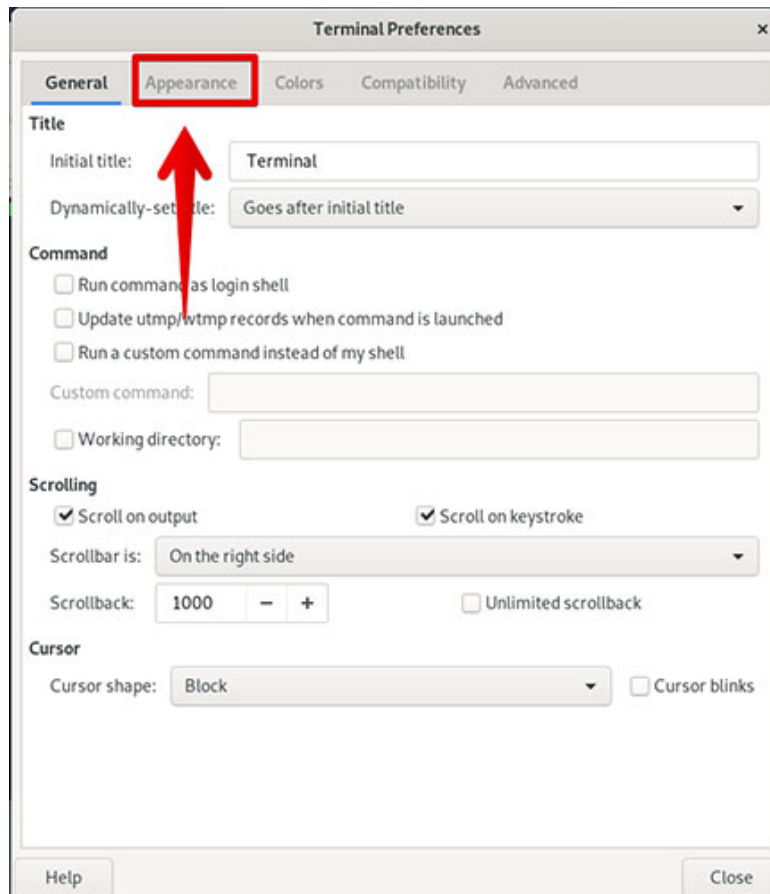 Terminal Preferences ×
General Appearance Colors Compatibility Advanced
Title
Initial title: Terminal
Dynamically-set title: Goes after initial title
Command
Run command as login shell
Update utmp/wtmp records when command is launched
Run a custom command instead of my shell
Custom command:
Working directory:
Scrolling
Scroll on output Scroll on keystroke
Scrollbar is: On the right side
Scrollback: 1000 − + Unlimited scrollback
Cursor
Cursor shape: Block Cursor blinks
Help Close